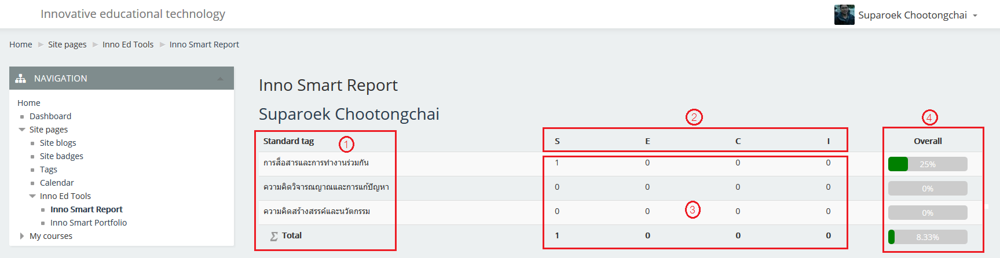 Innovative educational technology
Suparoek Chootongchai
Home Site pages Inno Ed Tools Inno Smart Report
NAVIGATION
Home
Dashboard
Site pages
Site blogs
Site badges
Tags
Calendar
Inno Ed Tools
Inno Smart Report
Inno Smart Portfolio
My courses
Inno Smart Report
Suparoek Chootongchai
2 4
Standard tag 1 S E C I Overall
การสื่อสารและการทำงานร่วมกัน 1 0 0 0 25%
ความคิดวิจารณญาณและการแก้ปัญหา 0 0 0 0 0%
3
ความคิดสร้างสรรค์และนวัตกรรม 0 0 0 0 0%
Σ Total 1 0 0 0 8.33%